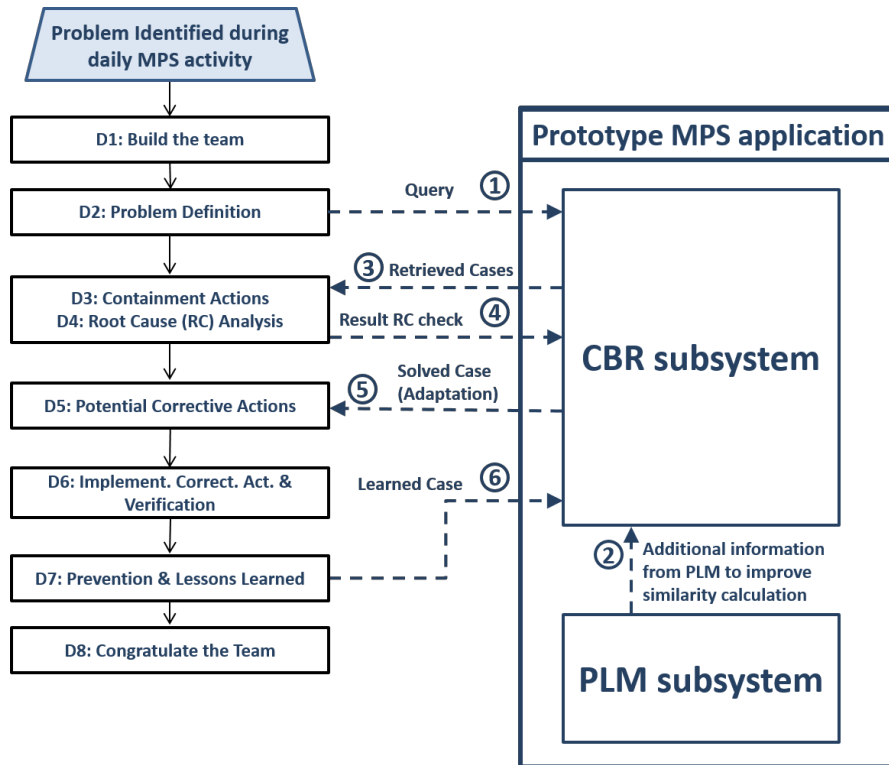 Problem Identified during
daily MPS activity
D1: Build the team
Prototype MPS application
D2: Problem Definition
Query
1
3
Retrieved Cases
D3: Containment Actions
D4: Root Cause (RC) Analysis
Result RC check
4
CBR subsystem
Solved Case
(Adaptation)
5
D5: Potential Corrective Actions
D6: Implement. Correct. Act. &
Verification
Learned Case
6
2
Additional information
from PLM to improve
similarity calculation
D7: Prevention & Lessons Learned
D8: Congratulate the Team
PLM subsystem